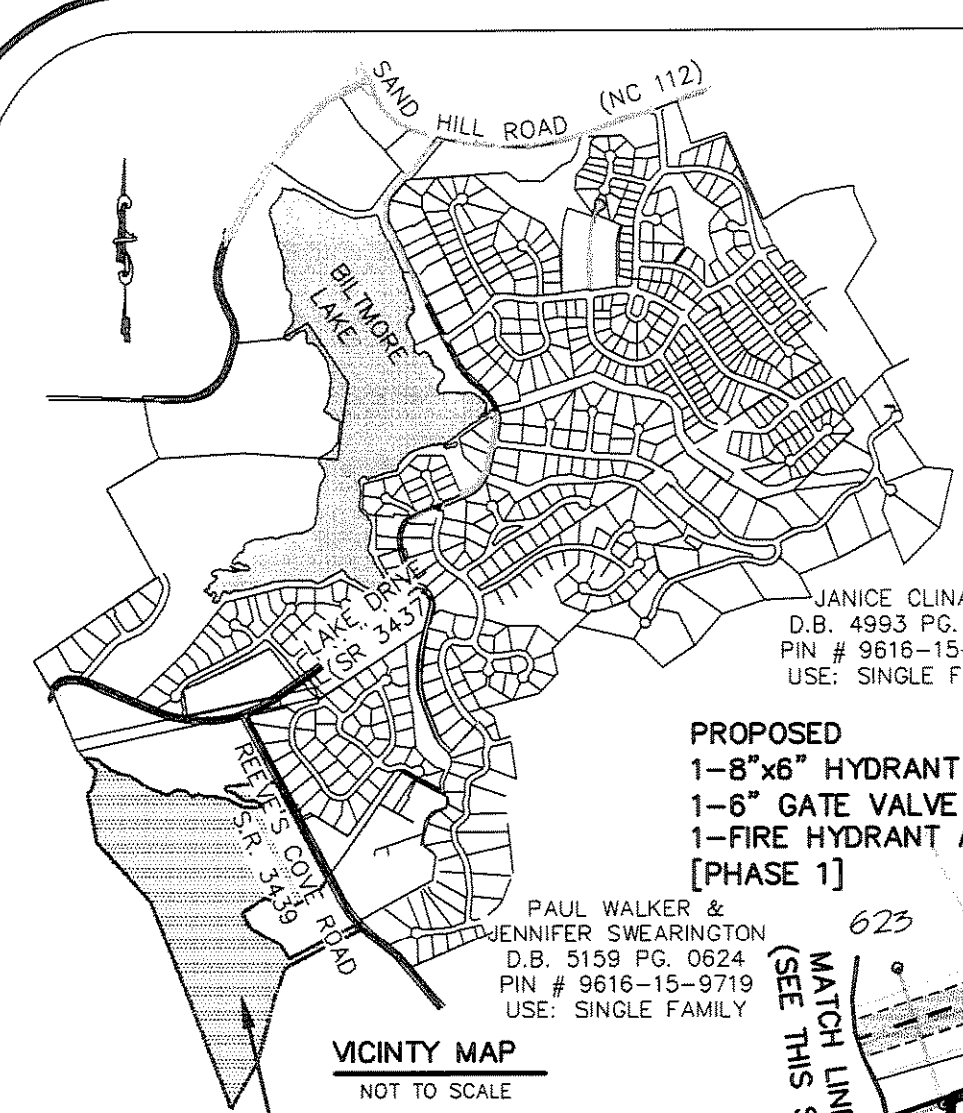 SAND HILL ROAD (NC 112)
BILTMORE
LAKE
LAKE DRIVE
(SR 3437
REEVE'S COVE ROAD
S.R. 3439
JANICE
D.B. 4993 PG.
PIN # 9616-15-
USE: SINGLE F
PROPOSED
1-8"x6" HYDRANT
1-6" GATE VALVE
1-FIRE HYDRANT
[PHASE 1]
PAUL WALKER &
JENNIFER SWEARINGTON
D.B. 5159 PG. 0624
PIN # 9616-15-9719
USE: SINGLE FAMILY
623
MATCH LIN
(SEE THIS S
VICINTY MAP
NOT TO SCALE